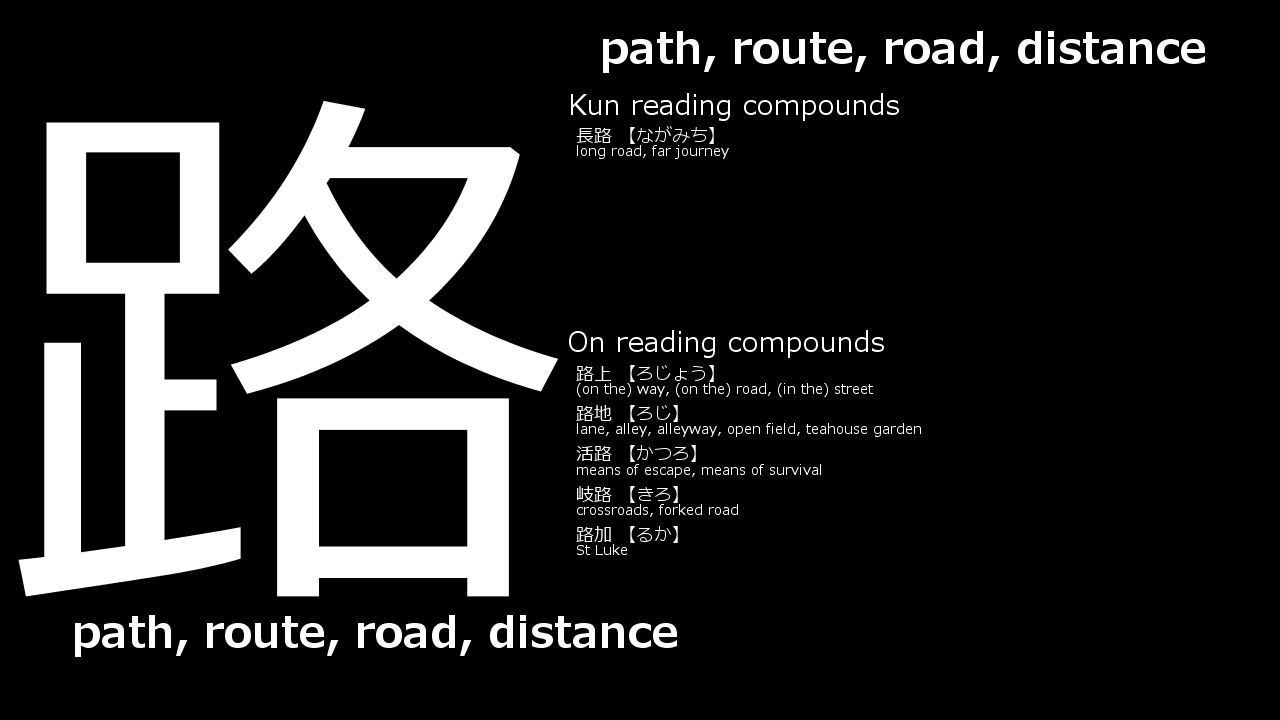 路
path, route, road, distance
path, route, road, distance
Kun reading compounds
長路 【ながみち】
long road, far journey
On reading compounds
路上 【ろじょう】
(on the) way, (on the) road, (in the) street
路地 【ろじ】
lane, alley, alleyway, open field, teahouse garden
活路 【かつろ】
means of escape, means of survival
岐路 【きろ】
crossroads, forked road
路加 【るか】
St Luke